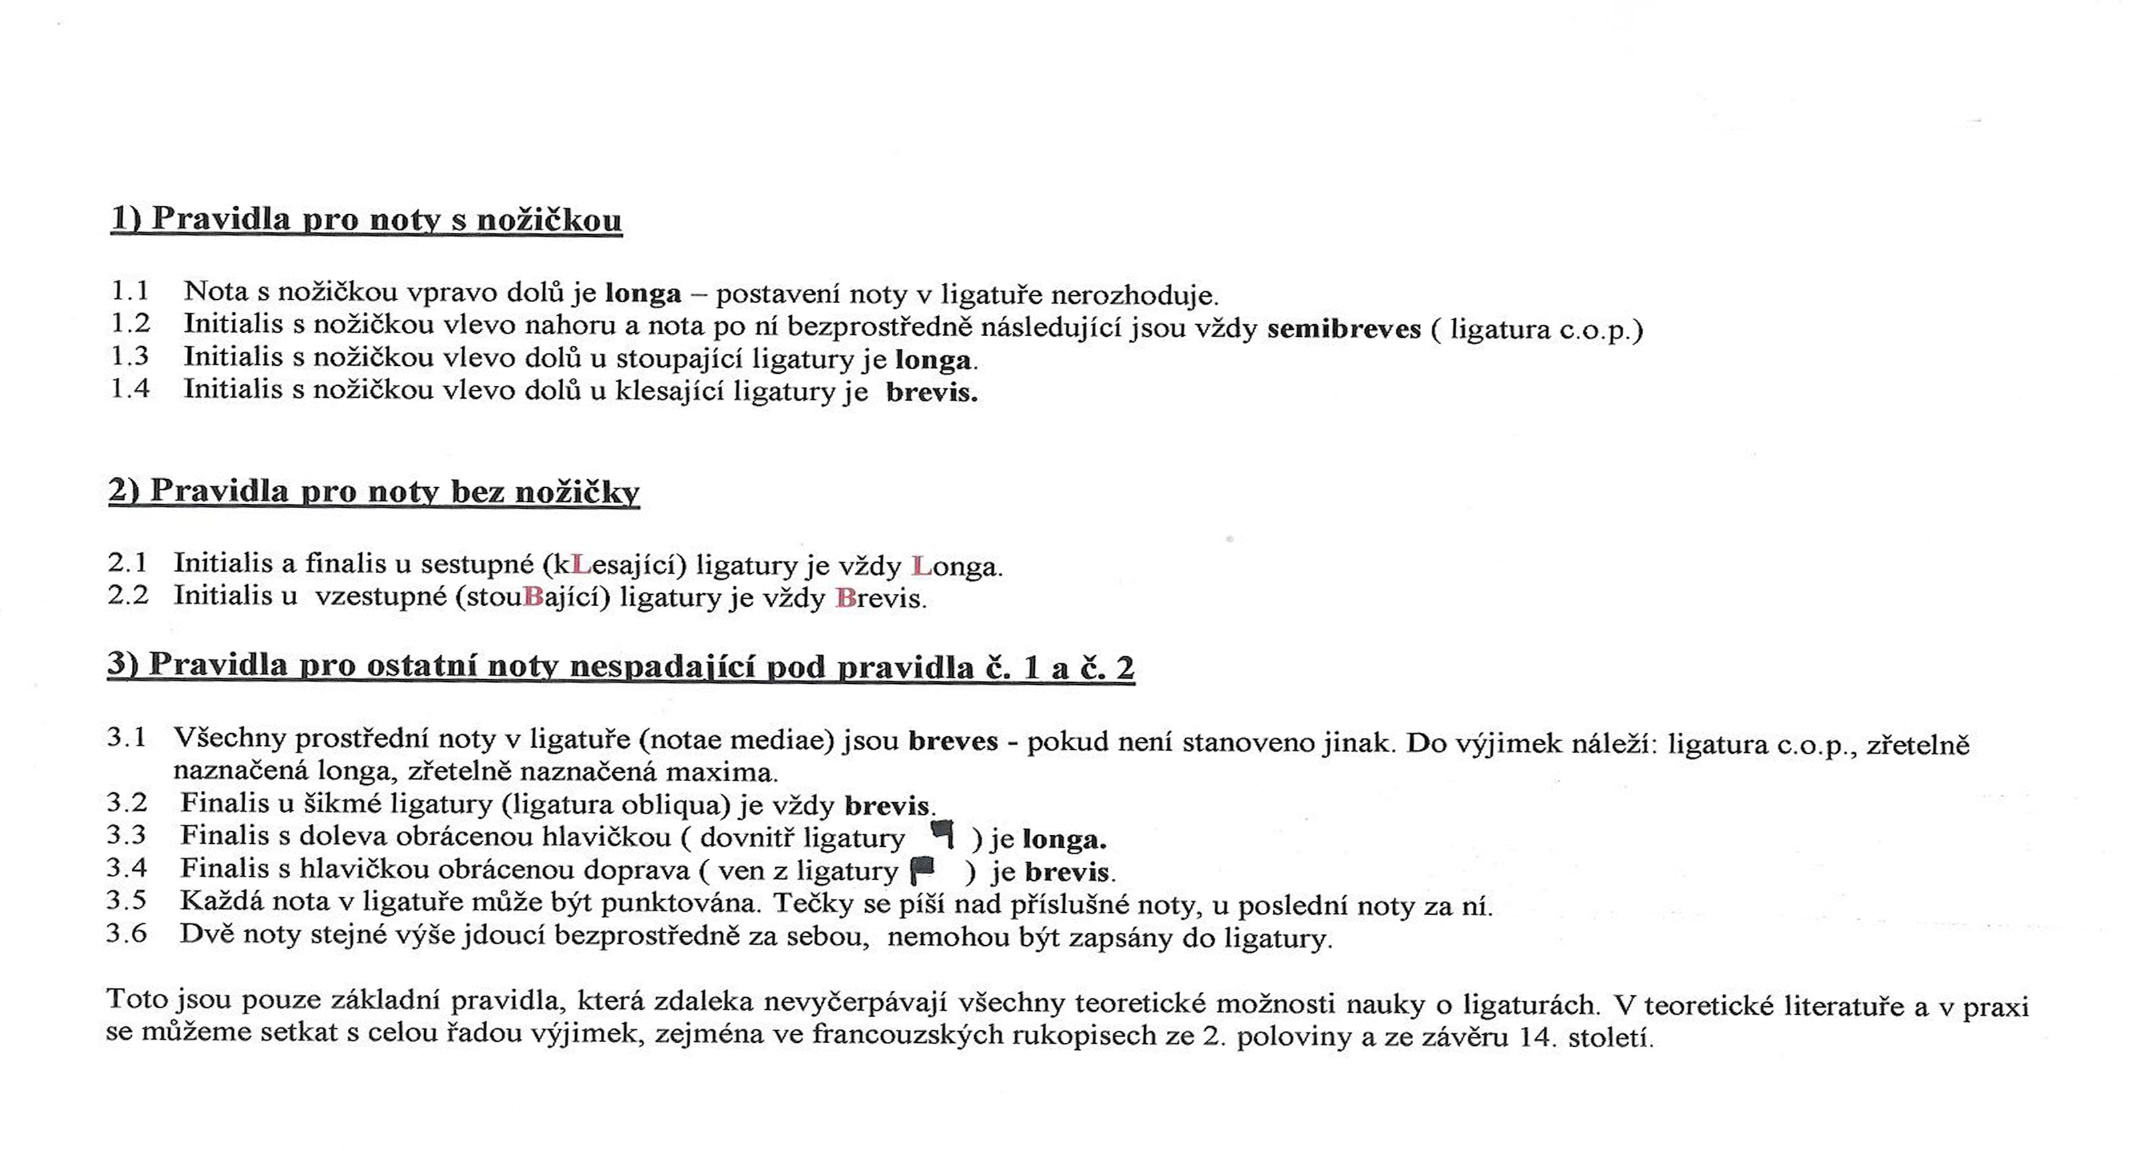 1) Pravidla pro noty s nožičkou
1.1 Nota s nožičkou vpravo dolů je longa – postavení noty v ligatuře nerozhoduje.
1.2 Initialis s nožičkou vlevo nahoru a nota po ní bezprostředně následující jsou vždy semibreves ( ligatura c.o.p.)
1.3 Initialis s nožičkou vlevo dolů u stoupající ligatury je longa.
1.4 Initialis s nožičkou vlevo dolů u klesající ligatury je brevis.
2) Pravidla pro noty bez nožičky
2.1 Initialis a finalis u sestupné (kLesající) ligatury je vždy Longa.
2.2 Initialis u vzestupné (stouBající) ligatury je vždy Brevis.
3) Pravidla pro ostatní noty nespadající pod pravidla č. 1 a č. 2
3.1 Všechny prostřední noty v ligatuře (notae mediae) jsou breves - pokud není stanoveno jinak. Do výjimek náleží: ligatura c.o.p., zřetelně
naznačená longa, zřetelně naznačená maxima.
3.2 Finalis u šikmé ligatury (ligatura obliqua) je vždy brevis.
3.3 Finalis s doleva obrácenou hlavičkou ( dovnitř ligatury ) je longa.
3.4 Finalis s hlavičkou obrácenou doprava ( ven z ligatury ) je brevis.
3.5 Každá nota v ligatuře může být punktována. Tečky se píší nad příslušné noty, u poslední noty za ní.
3.6 Dvě noty stejné výše jdoucí bezprostředně za sebou, nemohou být zapsány do ligatury.
Toto jsou pouze základní pravidla, která zdaleka nevyčerpávají všechny teoretické možnosti nauky o ligaturách. V teoretické literatuře a v praxi
se můžeme setkat s celou řadou výjimek, zejména ve francouzských rukopisech ze 2. poloviny a ze závěru 14. století.